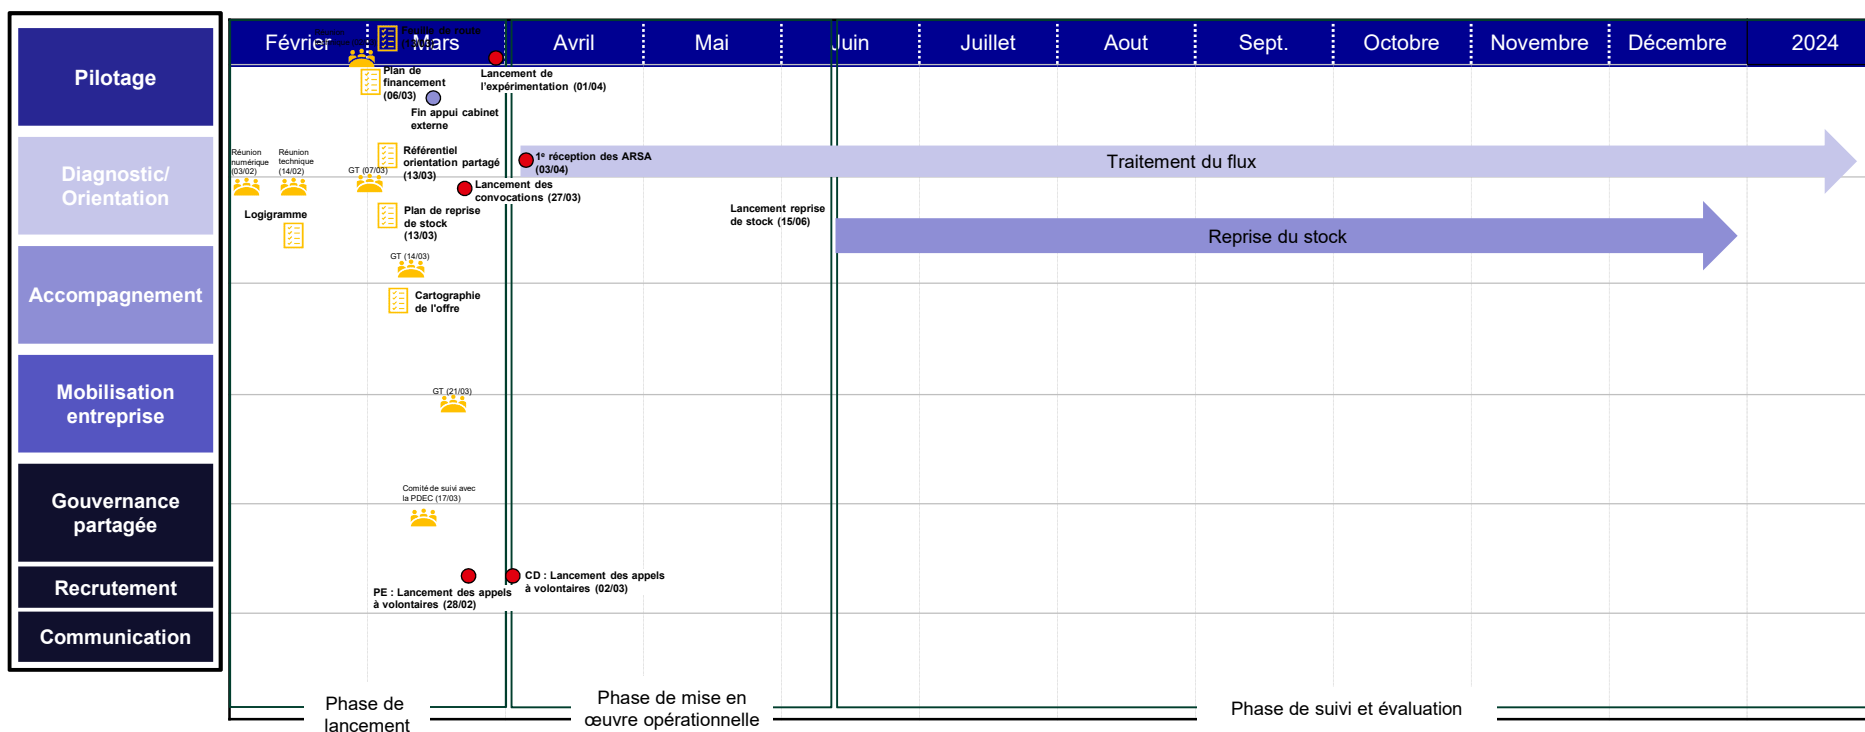 Février
Mars
Avril
Mai
Juin
Juillet
Aout
Sept.
Octobre
Novembre
Décembre
2024
Pilotage
Feuille de route
Plan de
financement
(06/03)
Lancement de
l'expérimentation (01/04)
Fin appui cabinet
externe
Diagnostic/
Orientation
Réunion
numérique
(03/02)
Réunion
technique
(14/02)
GT (07/03)
Référentiel
orientation partagé
(13/03)
1e réception des ARSA
(03/04)
Traitement du flux
Lancement des
convocations (27/03)
Logigramme
Plan de reprise
de stock
(13/03)
Lancement reprise
de stock (15/06)
Reprise du stock
Accompagnement
GT (14/03)
Cartographie
de l'offre
Mobilisation
entreprise
GT (21/03)
Gouvernance
partagée
Comité de suivi avec
la PDEC (17/03)
Recrutement
PE : Lancement des appels
à volontaires (28/02)
CD : Lancement des appels
à volontaires (02/03)
Communication
Phase de
lancement
Phase de mise en
œuvre opérationnelle
Phase de suivi et évaluation